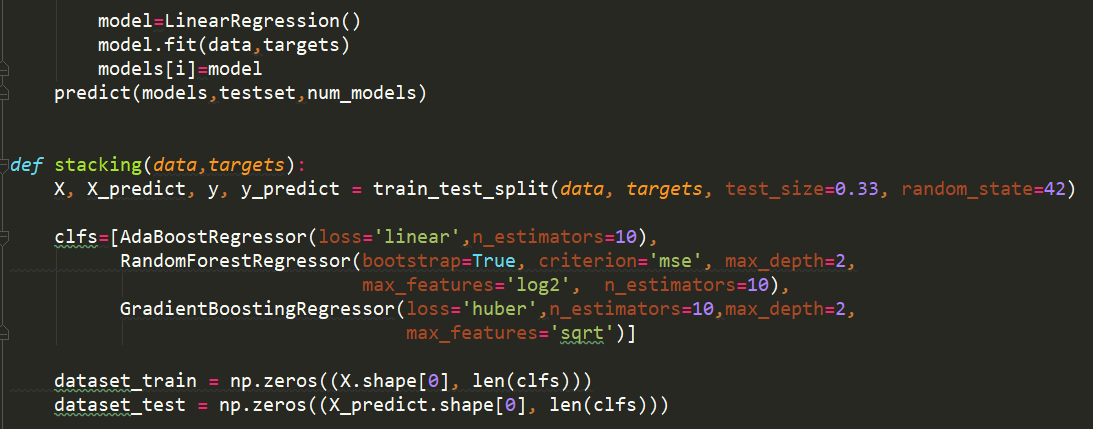 model=LinearRegression()
model.fit(data,targets)
models[i]=model
predict(models,testset,num_models)
def stacking(data,targets):
X, X_predict, y, y_predict = train_test_split(data, targets, test_size=0.33, random_state=42)
clfs=[AdaBoostRegressor(loss='linear',n_estimators=10),
RandomForestRegressor(bootstrap=True, criterion='mse', max_depth=2,
max_features='log2',  n_estimators=10),
GradientBoostingRegressor(loss='huber',n_estimators=10,max_depth=2,
max_features='sqrt')]
dataset_train = np.zeros((X.shape[0], len(clfs)))
dataset_test = np.zeros((X_predict.shape[0], len(clfs)))